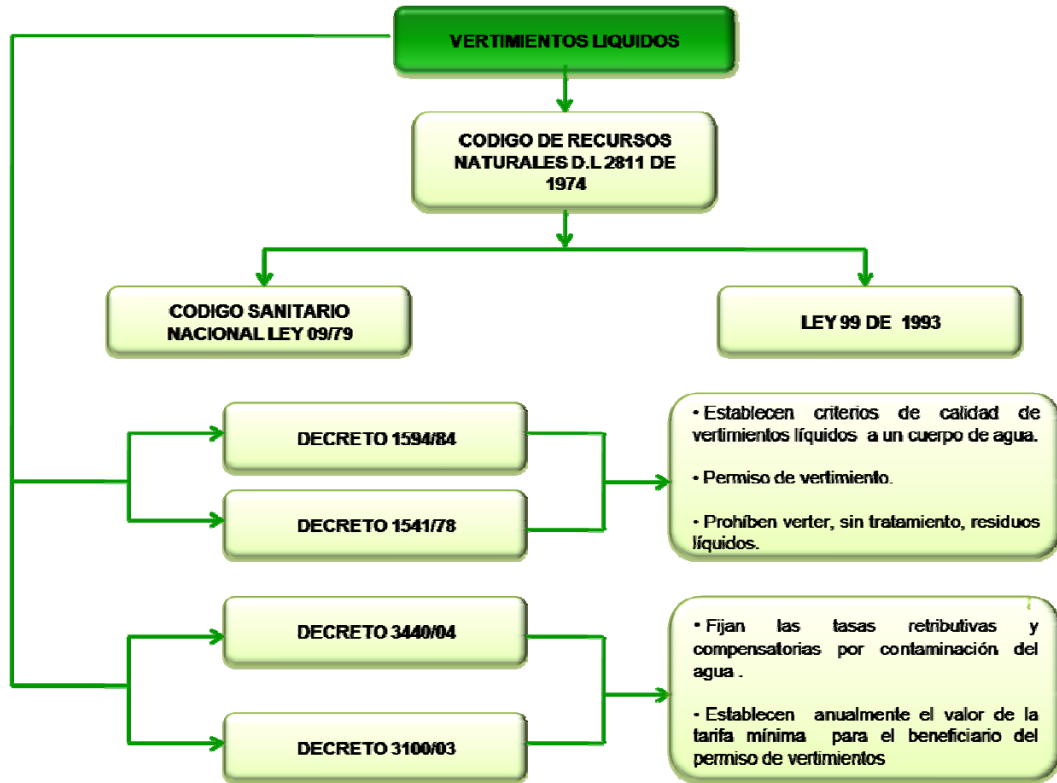 VERTIMIENTOS LIQUIDOS
CODIGO DE RECURSOS
NATURALES D.L 2811 DE
1974
CODIGO SANITARIO
NACIONAL LEY 09/79
LEY 99 DE 1993
DECRETO 1594/84
DECRETO 1541/78
• Establecen criterios de calidad de
vertimientos líquidos a un cuerpo de agua.
• Permiso de vertimiento.
• Prohíben verter, sin tratamiento, residuos
líquidos.
DECRETO 3440/04
DECRETO 3100/03
• Fijan las tasas retributivas y
compensatorias por contaminación del
agua .
• Establecen anualmente el valor de la
tarifa mínima para el beneficiario del
permiso de vertimientos